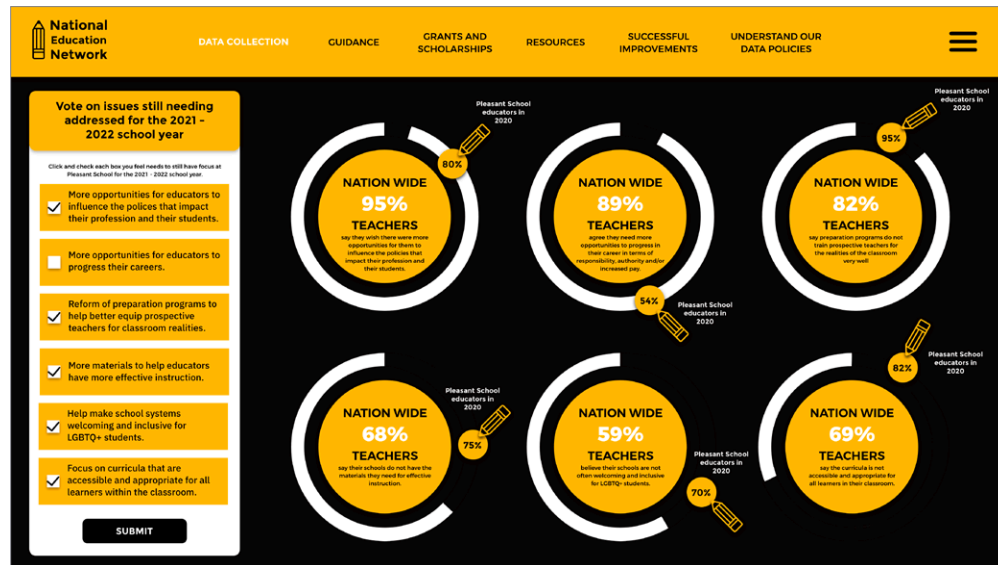 National
Education
Network
DATA COLLECTION
GUIDANCE
GRANTS AND
SCHOLARSHIPS
RESOURCES
SUCCESSFUL
IMPROVEMENTS
UNDERSTAND OUR
DATA POLICIES
Vote on issues still needing
addressed for the 2021 -
2022 school year
Click and check each box you feel needs to still have focus at
Pleasant School for the 2021 - 2022 school year.
More opportunities for educators to
influence the polices that impact
their profession and their students.
More opportunities for educators to
progress their careers.
Reform of preparation programs to
help better equip prospective
teachers for classroom realities.
More materials to help educators
have more effective instruction.
Help make school systems
welcoming and inclusive for
LGBTQ+ students.
Focus on curricula that are
accessible and appropriate for all
learners within the classroom.
SUBMIT
Pleasant School
educators in
2020
80%
NATION WIDE
95%
TEACHERS
say they wish there were more
opportunities for them to
influence the policies that
impact their profession and
their students.
NATION WIDE
89%
TEACHERS
agree they need more
opportunities to progress in
their career in terms of
responsibility, authority and/or
increased pay.
54%
Pleasant School
educators in
2020
Pleasant School
educators in
2020
95%
NATION WIDE
82%
TEACHERS
say preparation programs do not
train prospective teachers for
the realities of the classroom
very well
Pleasant School
educators in
2020
75%
NATION WIDE
68%
TEACHERS
say their schools do not have the
materials they need for effective
instruction.
NATION WIDE
59%
TEACHERS
believe their schools are not
often welcoming and inclusive
for LGBTQ+ students.
Pleasant School
educators in
2020
70%
82%
Pleasant School
educators in
2020
NATION WIDE
69%
TEACHERS
say the curricula is not
accessible and appropriate for
all learners in their classroom.